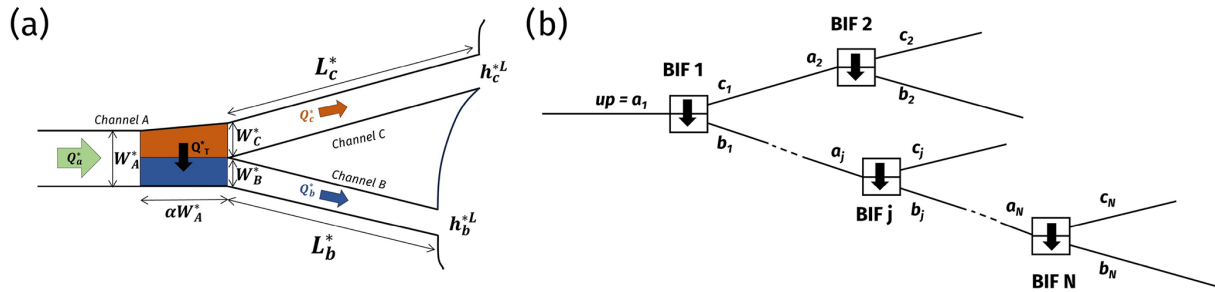 (a)
Channel A
Q*a
W*A
αW*A
Q*T
W*C
W*B
L*c
Q*c
h*Lc
Channel C
Channel B
Q*b
L*b
h*Lb
(b)
BIF 1
up = a1
c1
b1
BIF 2
a2
c2
b2
aj
BIF j
cj
bj
aN
BIF N
cN
bN